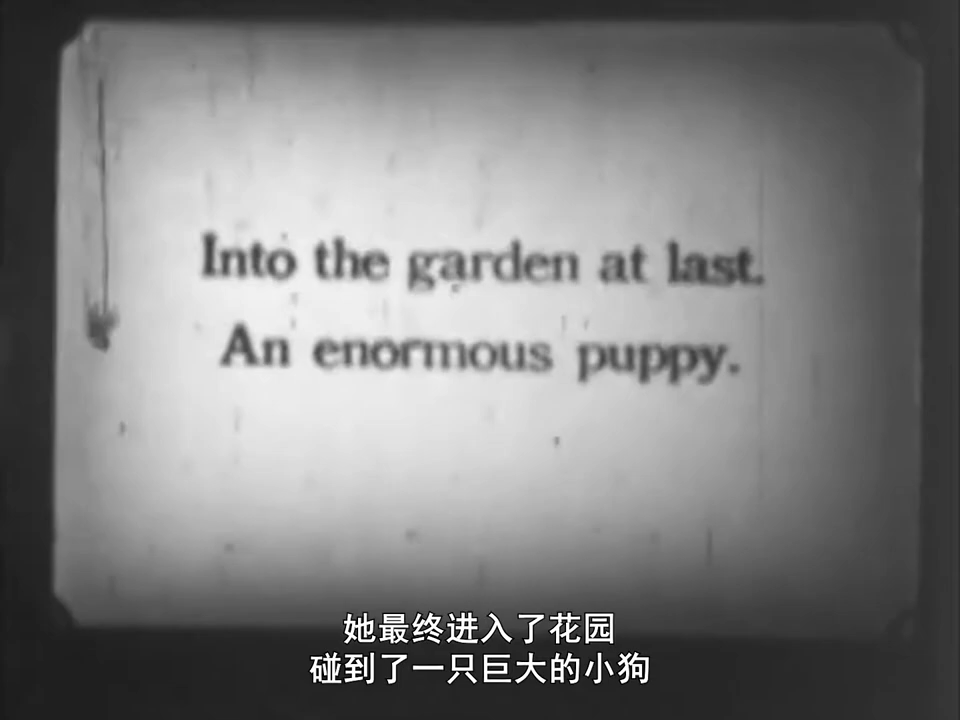 Into the garden at last.
An enormous puppy.
她最终进入了花园
碰到了一只巨大的小狗